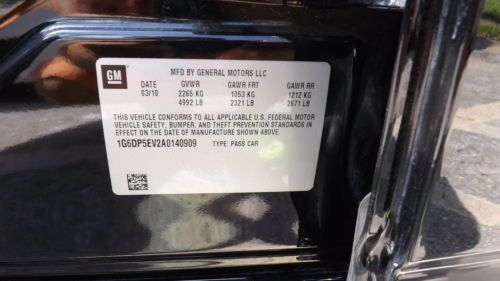 GM
MFD BY GENERAL MOTORS LLC
DATE GVWR GAWR FRT GAWR RR
03/10 2265 KG 1053 KG 1212 KG
4992 LB 2321 LB 2671 LB
THIS VEHICLE CONFORMS TO ALL APPLICABLE U.S. FEDERAL MOTOR
VEHICLE SAFETY, BUMPER, AND THEFT PREVENTION STANDARDS IN
EFFECT ON THE DATE OF MANUFACTURE SHOWN ABOVE.
1G6DP5EV2A0140909 TYPE: PASS CAR